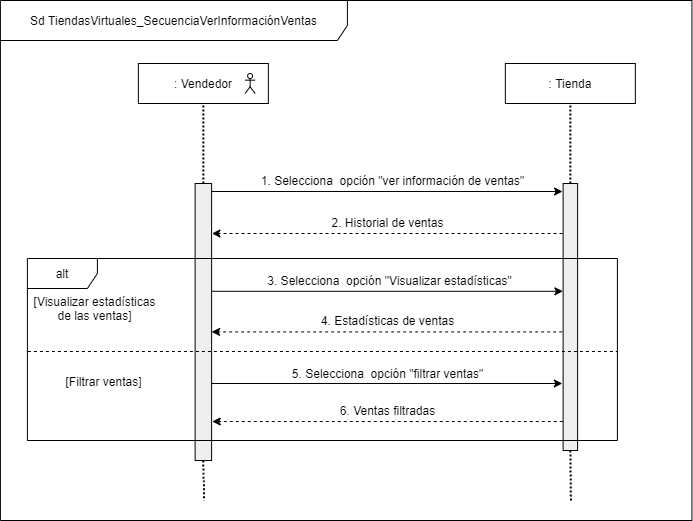 Sd TiendasVirtuales_SecuenciaVerInformaciónVentas
: Vendedor
: Tienda
1. Selecciona opción "ver información de ventas"
2. Historial de ventas
alt
3. Selecciona opción "Visualizar estadísticas"
[Visualizar estadísticas
de las ventas]
4. Estadísticas de ventas
5. Selecciona opción "filtrar ventas"
[Filtrar ventas]
6. Ventas filtradas